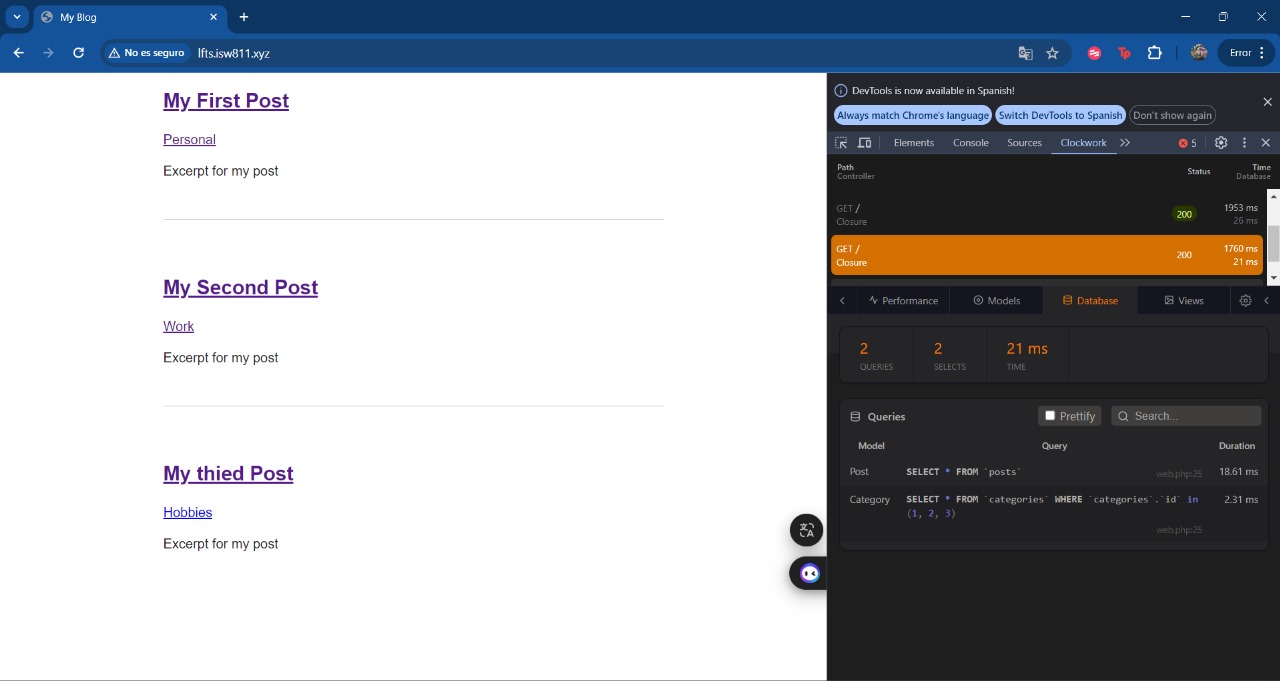 My Blog
No es seguro
lfts.isw811.xyz
Error
My First Post
Personal
Excerpt for my post
My Second Post
Work
Excerpt for my post
My thied Post
Hobbies
Excerpt for my post
DevTools is now available in Spanish!
Always match Chrome's language
Switch DevTools to Spanish
Don't show again
Elements
Console
Sources
Clockwork
5
Path
Controller
Status
Time
Database
GET /
Closure
200
1953 ms
26 ms
GET /
Closure
200
1760 ms
21 ms
Performance
Models
Database
Views
2
QUERIES
2
SELECTS
21 ms
TIME
Queries
Prettify
Search...
Model
Query
Duration
Post
SELECT * FROM `posts`
web.php:25
18.61 ms
Category
SELECT * FROM `categories` WHERE `categories`.`id` in
(1, 2, 3)
web.php:25
2.31 ms